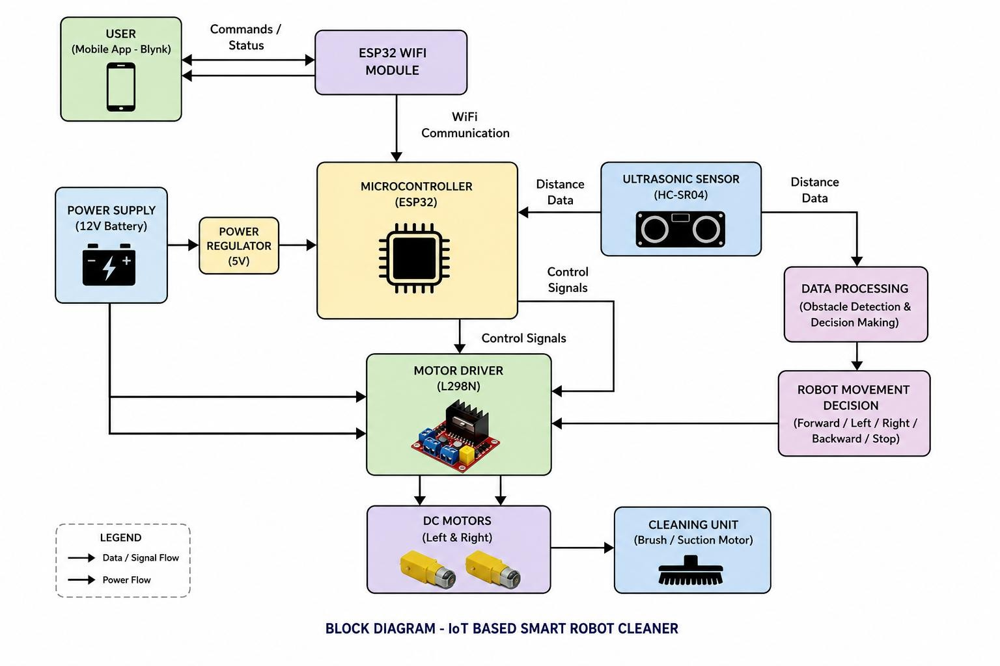 USER
(Mobile App - Blynk)
Commands /
Status
ESP32 WIFI
MODULE
WiFi
Communication
POWER SUPPLY
(12V Battery)
POWER
REGULATOR
(5V)
MICROCONTROLLER
(ESP32)
Distance
Data
ULTRASONIC SENSOR
(HC-SR04)
Distance
Data
Control
Signals
DATA PROCESSING
(Obstacle Detection &
Decision Making)
Control Signals
MOTOR DRIVER
(L298N)
ROBOT MOVEMENT
DECISION
(Forward / Left / Right /
Backward / Stop)
DC MOTORS
(Left & Right)
CLEANING UNIT
(Brush / Suction Motor)
LEGEND
Data / Signal Flow
Power Flow
BLOCK DIAGRAM - IoT BASED SMART ROBOT CLEANER